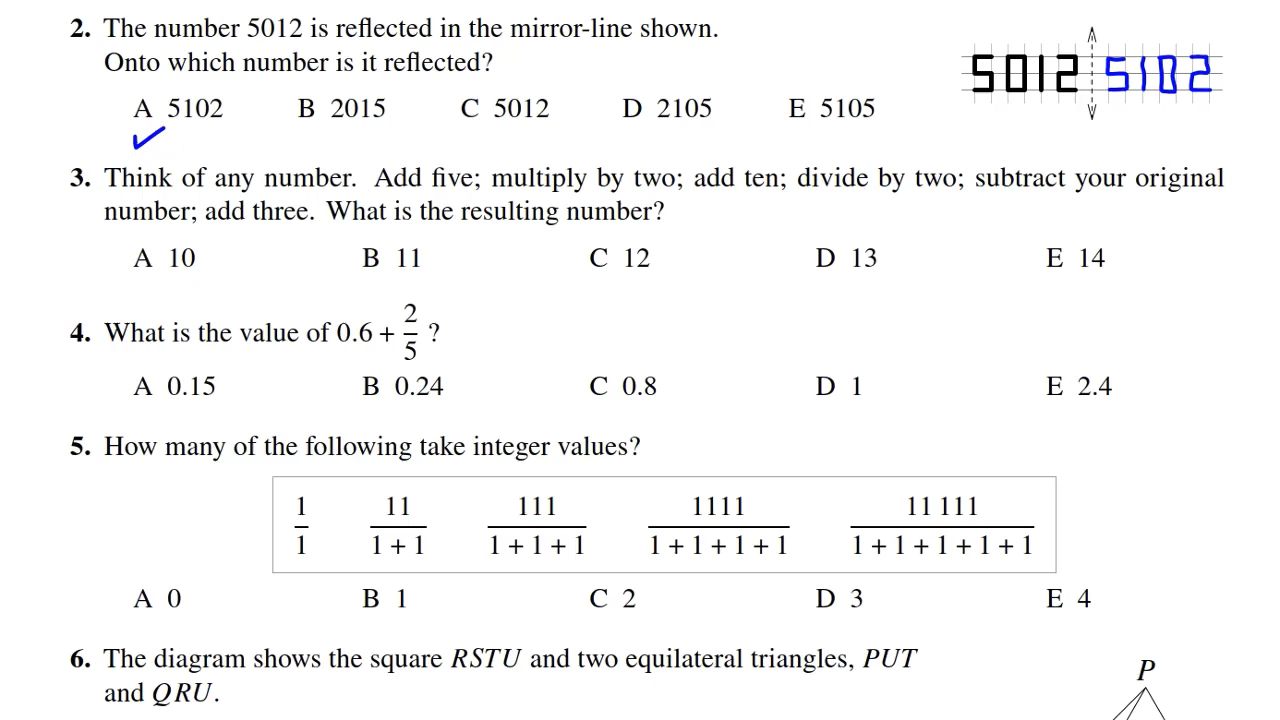 2. The number 5012 is reflected in the mirror-line shown.
Onto which number is it reflected?
5012 5102
A 5102 B 2015 C 5012 D 2105 E 5105
3. Think of any number. Add five; multiply by two; add ten; divide by two; subtract your original
number; add three. What is the resulting number?
A 10 B 11 C 12 D 13 E 14
4. What is the value of 0.6 + 2/5 ?
A 0.15 B 0.24 C 0.8 D 1 E 2.4
5. How many of the following take integer values?
1 11 111 1111 11 111
1 1 + 1 1 + 1 + 1 1 + 1 + 1 + 1 1 + 1 + 1 + 1 + 1
A 0 B 1 C 2 D 3 E 4
6. The diagram shows the square RSTU and two equilateral triangles, PUT
and QRU.
P